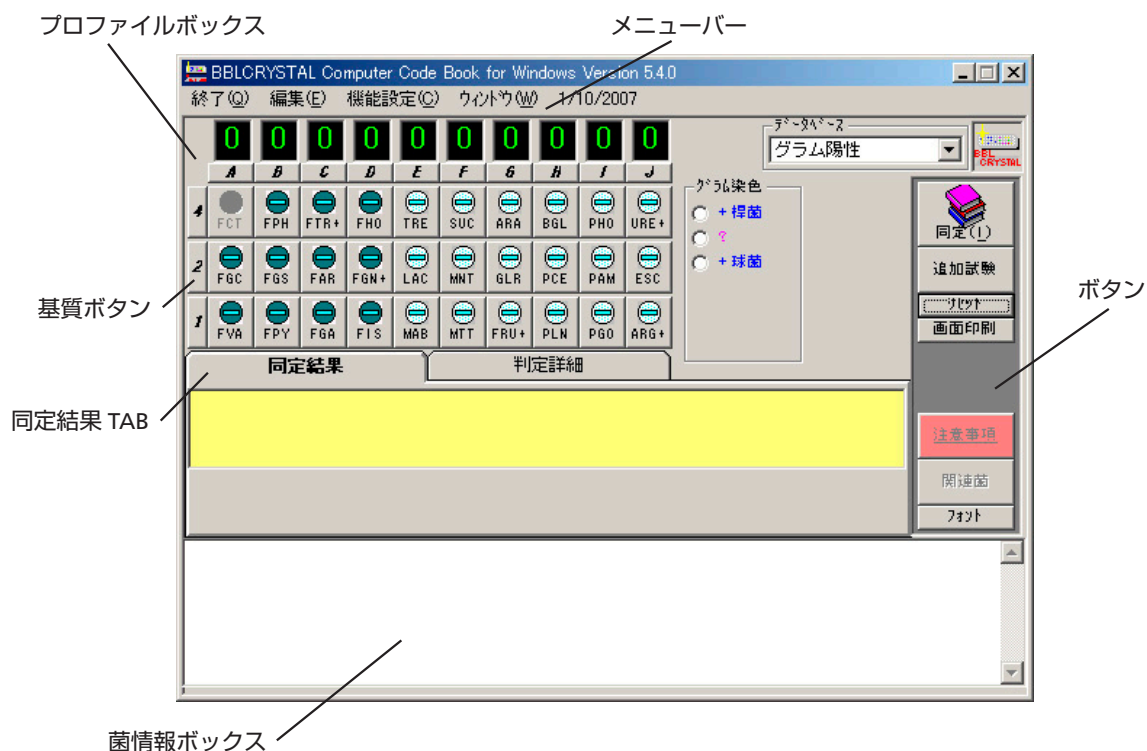 プロファイルボックス
メニューバー
BBLCRYSTAL Computer Code Book for Windows Version 5.4.0
終了(Q) 編集(E) 機能設定(C) ウィンドウ(W) 1/10/2007
0 0 0 0 0 0 0 0 0 0
A B C D E F G H I J
データベース
グラム陽性
BBL
CRYSTAL
4 FCT FPH FTR+ FHO TRE SUC ARA BGL PHO URE+
2 FGC FGS FAR FGN+ LAC MNT GLR PCE PAM ESC
1 FVA FPY FGA FIS MAB MTT FRU+ PLN PGO ARG+
グラム染色
+ 桿菌
?
+ 球菌
同定(I)
追加試験
リセット
画面印刷
基質ボタン
ボタン
同定結果 判定詳細
同定結果 TAB
注意事項
関連菌
フォント
菌情報ボックス